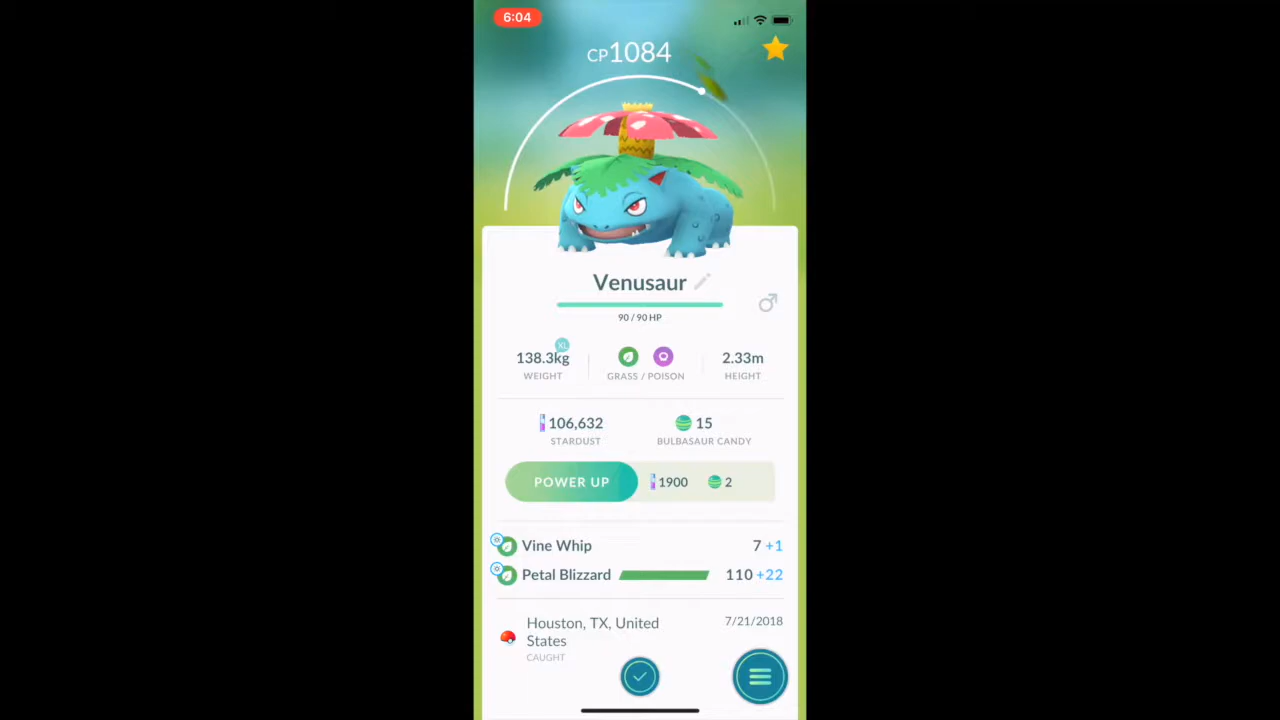 6:04
CP1084
Venusaur
90 / 90 HP
XL
138.3kg
WEIGHT
GRASS / POISON
2.33m
HEIGHT
106,632
STARDUST
15
BULBASAUR CANDY
POWER UP 1900 2
Vine Whip 7 +1
Petal Blizzard 110 +22
Houston, TX, United
States
7/21/2018
CAUGHT